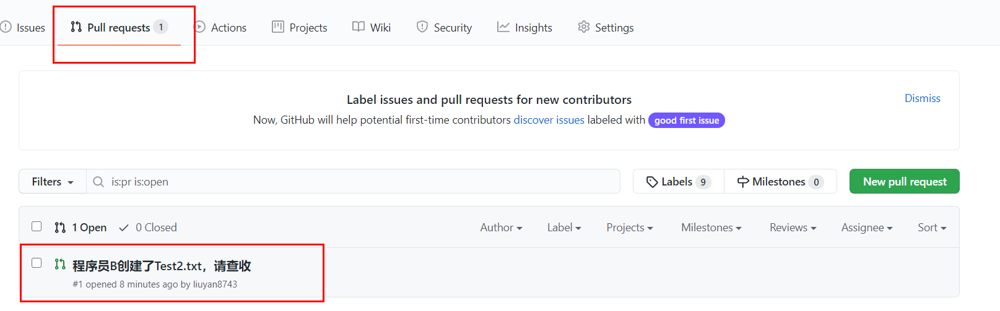 Issues Pull requests 1 Actions Projects Wiki Security Insights Settings
Label issues and pull requests for new contributors
Dismiss
Now, GitHub will help potential first-time contributors discover issues labeled with good first issue
Filters is:pr is:open Labels 9 Milestones 0 New pull request
1 Open 0 Closed Author Label Projects Milestones Reviews Assignee Sort
程序员B创建了Test2.txt，请查收
#1 opened 8 minutes ago by liuyan8743